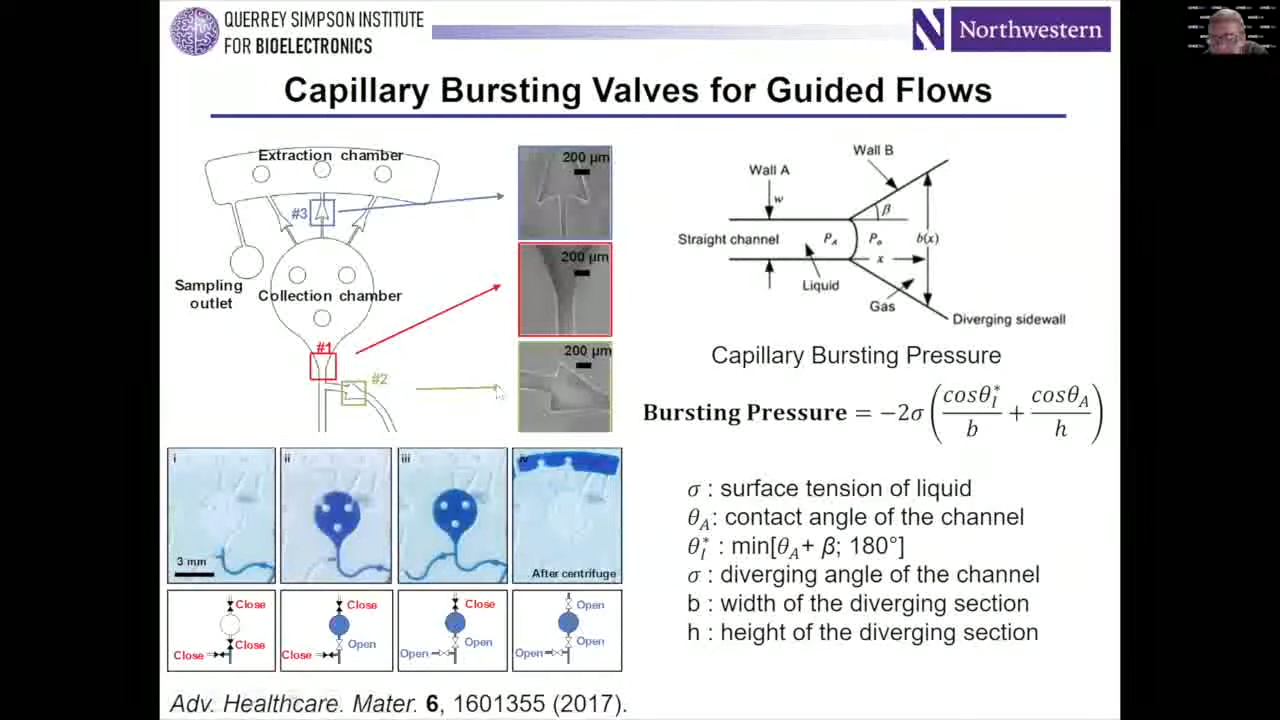 QUERREY SIMPSON INSTITUTE
FOR BIOELECTRONICS
N Northwestern
Capillary Bursting Valves for Guided Flows
Extraction chamber
#3
Sampling
outlet
Collection chamber
#1
#2
200 μm
200 μm
200 μm
Wall B
Wall A
w
β
Straight channel
P_A
P_o
b(x)
x
Liquid
Gas
Diverging sidewall
Capillary Bursting Pressure
Bursting Pressure = −2σ (cosθ_I^*/b + cosθ_A/h)
σ : surface tension of liquid
θ_A: contact angle of the channel
θ_I^* : min[θ_A+ β; 180°]
σ : diverging angle of the channel
b : width of the diverging section
h : height of the diverging section
i
ii
iii
iv
3 mm
After centrifuge
Close
Close
Close
Close
Open
Close
Close
Open
Open
Open
Open
Open
Adv. Healthcare. Mater. 6, 1601355 (2017).